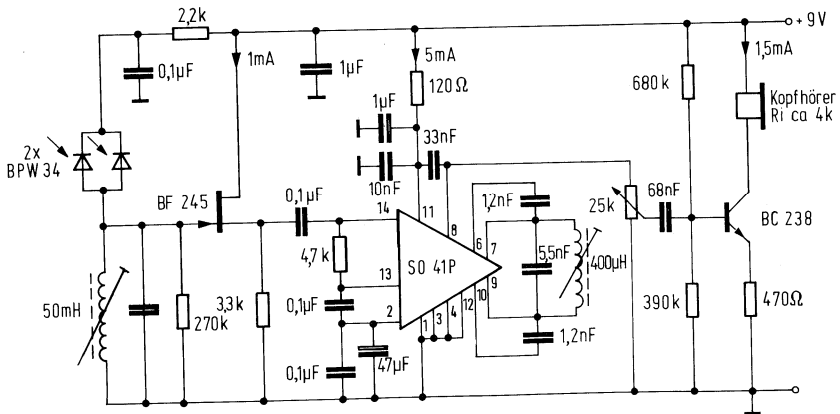 2,2k
+ 9V
0,1µF
1mA
1µF
5mA
120Ω
1µF
33nF
10nF
680k
1,5mA
Kopfhörer
Ri ca 4k
2x
BPW 34
BF 245
0,1µF
14
11
8
1,2nF
6
7
25k
68nF
BC 238
4,7k
13
SO 41P
5,5nF
400µH
50mH
270k
3,3k
0,1µF
2
1
3
4
12
10
9
1,2nF
390k
470Ω
0,1µF
47µF